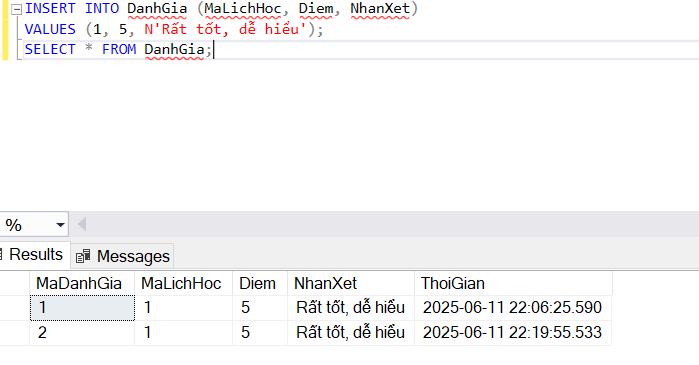 INSERT INTO DanhGia (MaLichHoc, Diem, NhanXet)
VALUES (1, 5, N'Rất tốt, dễ hiểu');
SELECT * FROM DanhGia;
%
Results Messages
MaDanhGia MaLichHoc Diem NhanXet ThoiGian
1 1 5 Rất tốt, dễ hiểu 2025-06-11 22:06:25.590
2 1 5 Rất tốt, dễ hiểu 2025-06-11 22:19:55.533